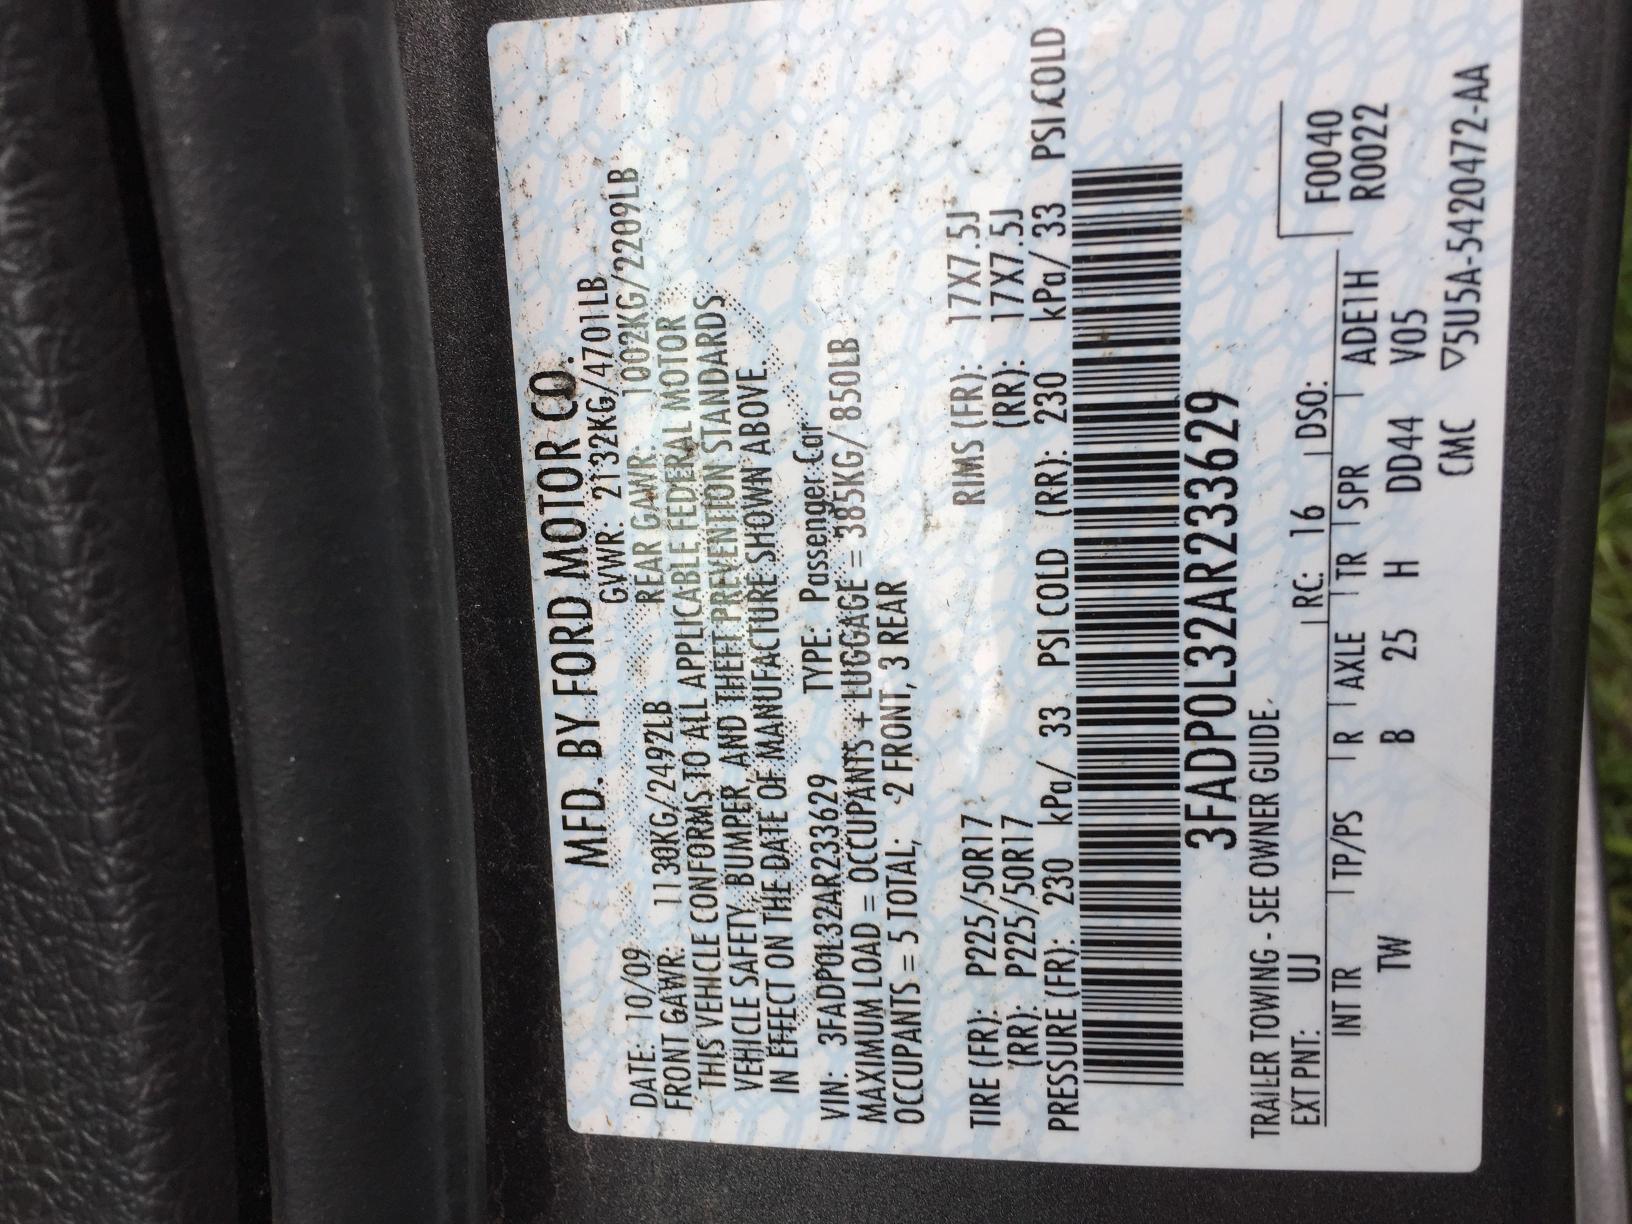 MFD. BY FORD MOTOR CO.
DATE: 10/09 GVWR: 2132KG/4701LB
FRONT GAWR: 1130KG/2492LB REAR GAWR: 1002KG/2209LB
THIS VEHICLE CONFORMS TO ALL APPLICABLE FEDERAL MOTOR
VEHICLE SAFETY, BUMPER, AND THEFT PREVENTION STANDARDS
IN EFFECT ON THE DATE OF MANUFACTURE SHOWN ABOVE.
VIN: 3FADP0L32AR233629 TYPE: Passenger Car
MAXIMUM LOAD = OCCUPANTS + LUGGAGE = 385KG/850LB
OCCUPANTS = 5 TOTAL; 2 FRONT, 3 REAR
TIRE (FR): P225/50R17 RIMS (FR): 17X7.5J
(RR): P225/50R17 (RR): 17X7.5J
PRESSURE (FR): 230 kPa/ 33 PSI COLD (RR): 230 kPa/ 33 PSI COLD
3FADP0L32AR233629
TRAILER TOWING - SEE OWNER GUIDE.
EXT PNT: UJ RC: 16 DSO: F0040
INT TR TP/PS R AXLE TR SPR ADE1H R0022
TW B 25 H DD44 V05
CMC ▽5U5A-5420472-AA